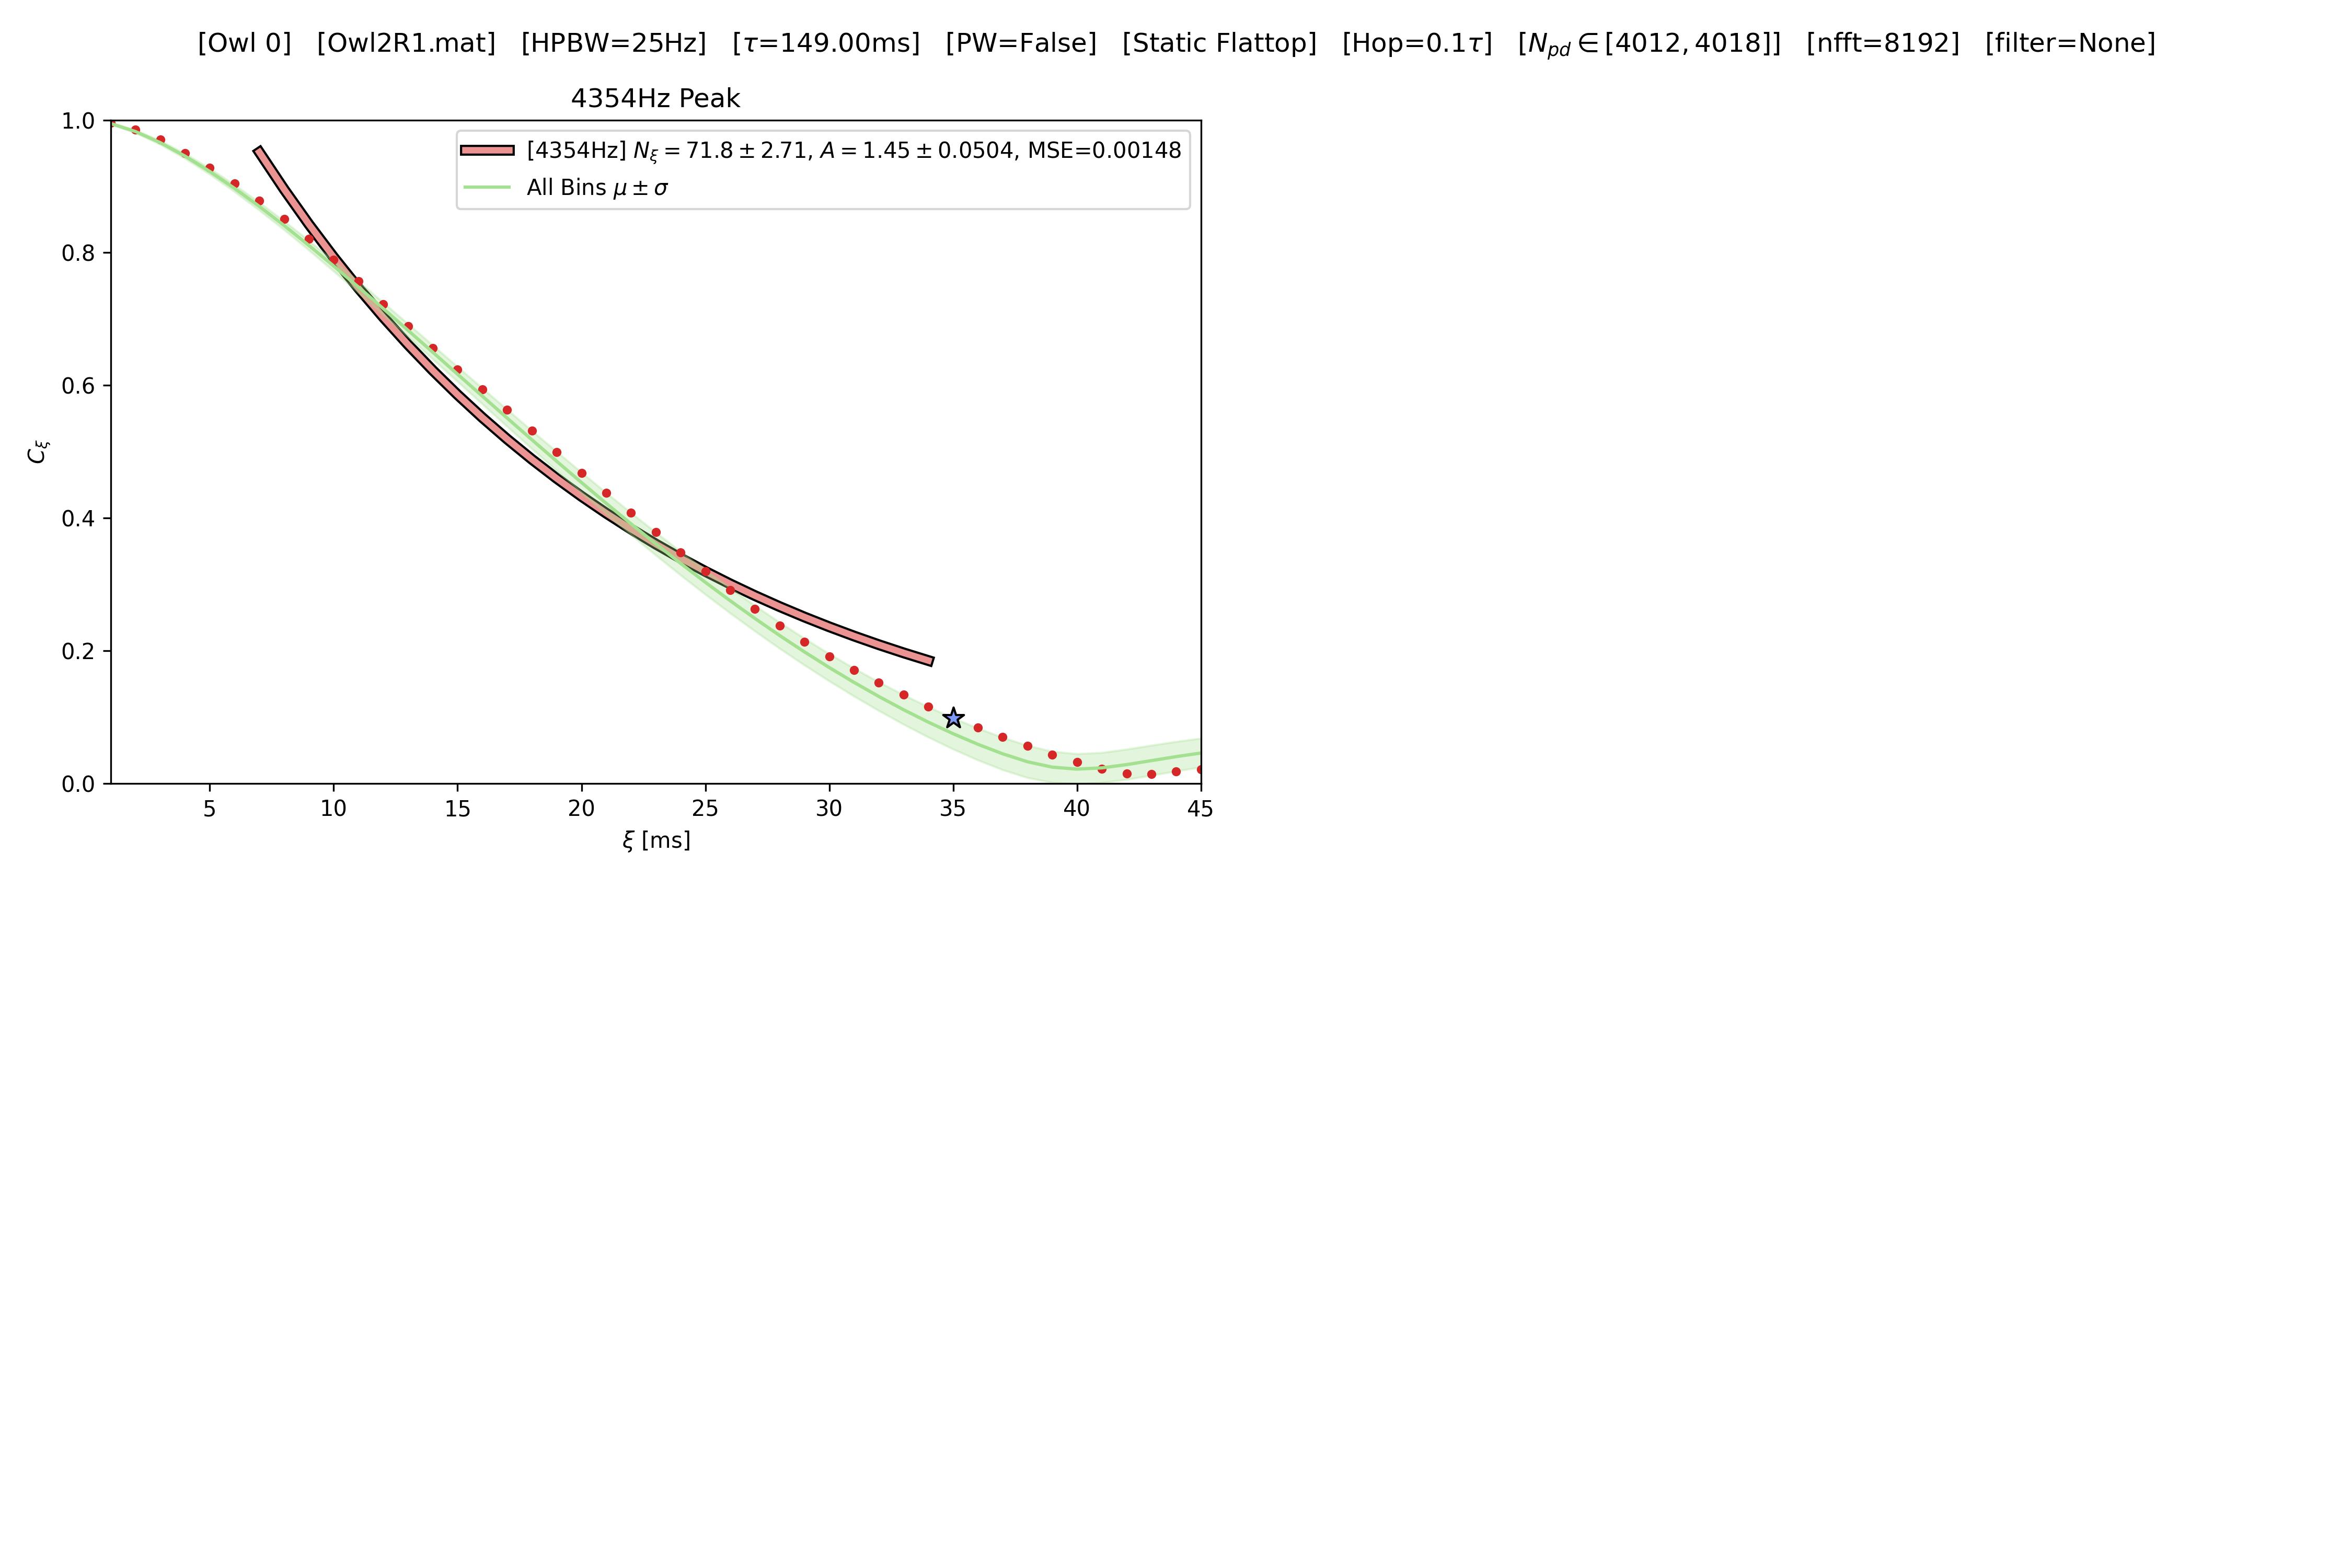 [Owl 0] [Owl2R1.mat] [HPBW=25Hz] [τ=149.00ms] [PW=False] [Static Flattop] [Hop=0.1τ] [N_{pd} ∈ [4012, 4018]] [nfft=8192] [filter=None]
4354Hz Peak
[4354Hz] N_ξ = 71.8 ± 2.71, A = 1.45 ± 0.0504, MSE=0.00148
All Bins μ ± σ
1.0
0.8
0.6
0.4
0.2
0.0
C_ξ
5 10 15 20 25 30 35 40 45
ξ [ms]